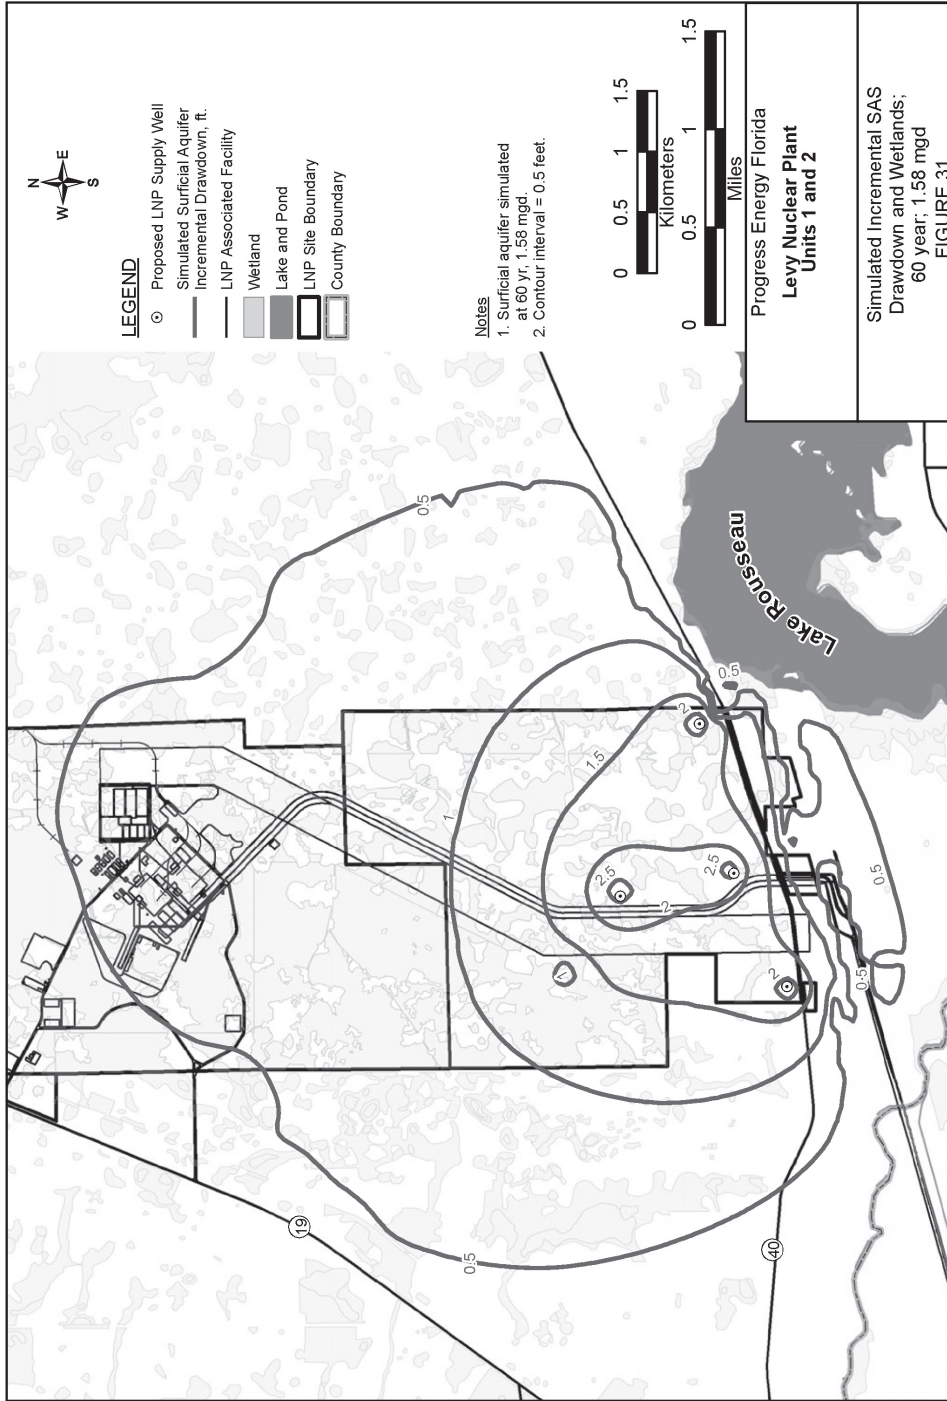 N
W
E
S
LEGEND
Proposed LNP Supply Well
Simulated Surficial Aquifer
Incremental Drawdown, ft.
LNP Associated Facility
Wetland
Lake and Pond
LNP Site Boundary
County Boundary
Notes
1. Surficial aquifer simulated
at 60 yr, 1.58 mgd.
2. Contour interval = 0.5 feet.
0 0.5 1 1.5
Kilometers
0 0.5 1 1.5
Miles
Progress Energy Florida
Levy Nuclear Plant
Units 1 and 2
Simulated Incremental SAS
Drawdown and Wetlands;
60 year; 1.58 mgd
FIGURE 31
0.5
Lake Rousseau
0.5
2
1.5
1
2.5
2.5
2
1
2
0.5
0.5
0.5
19
40